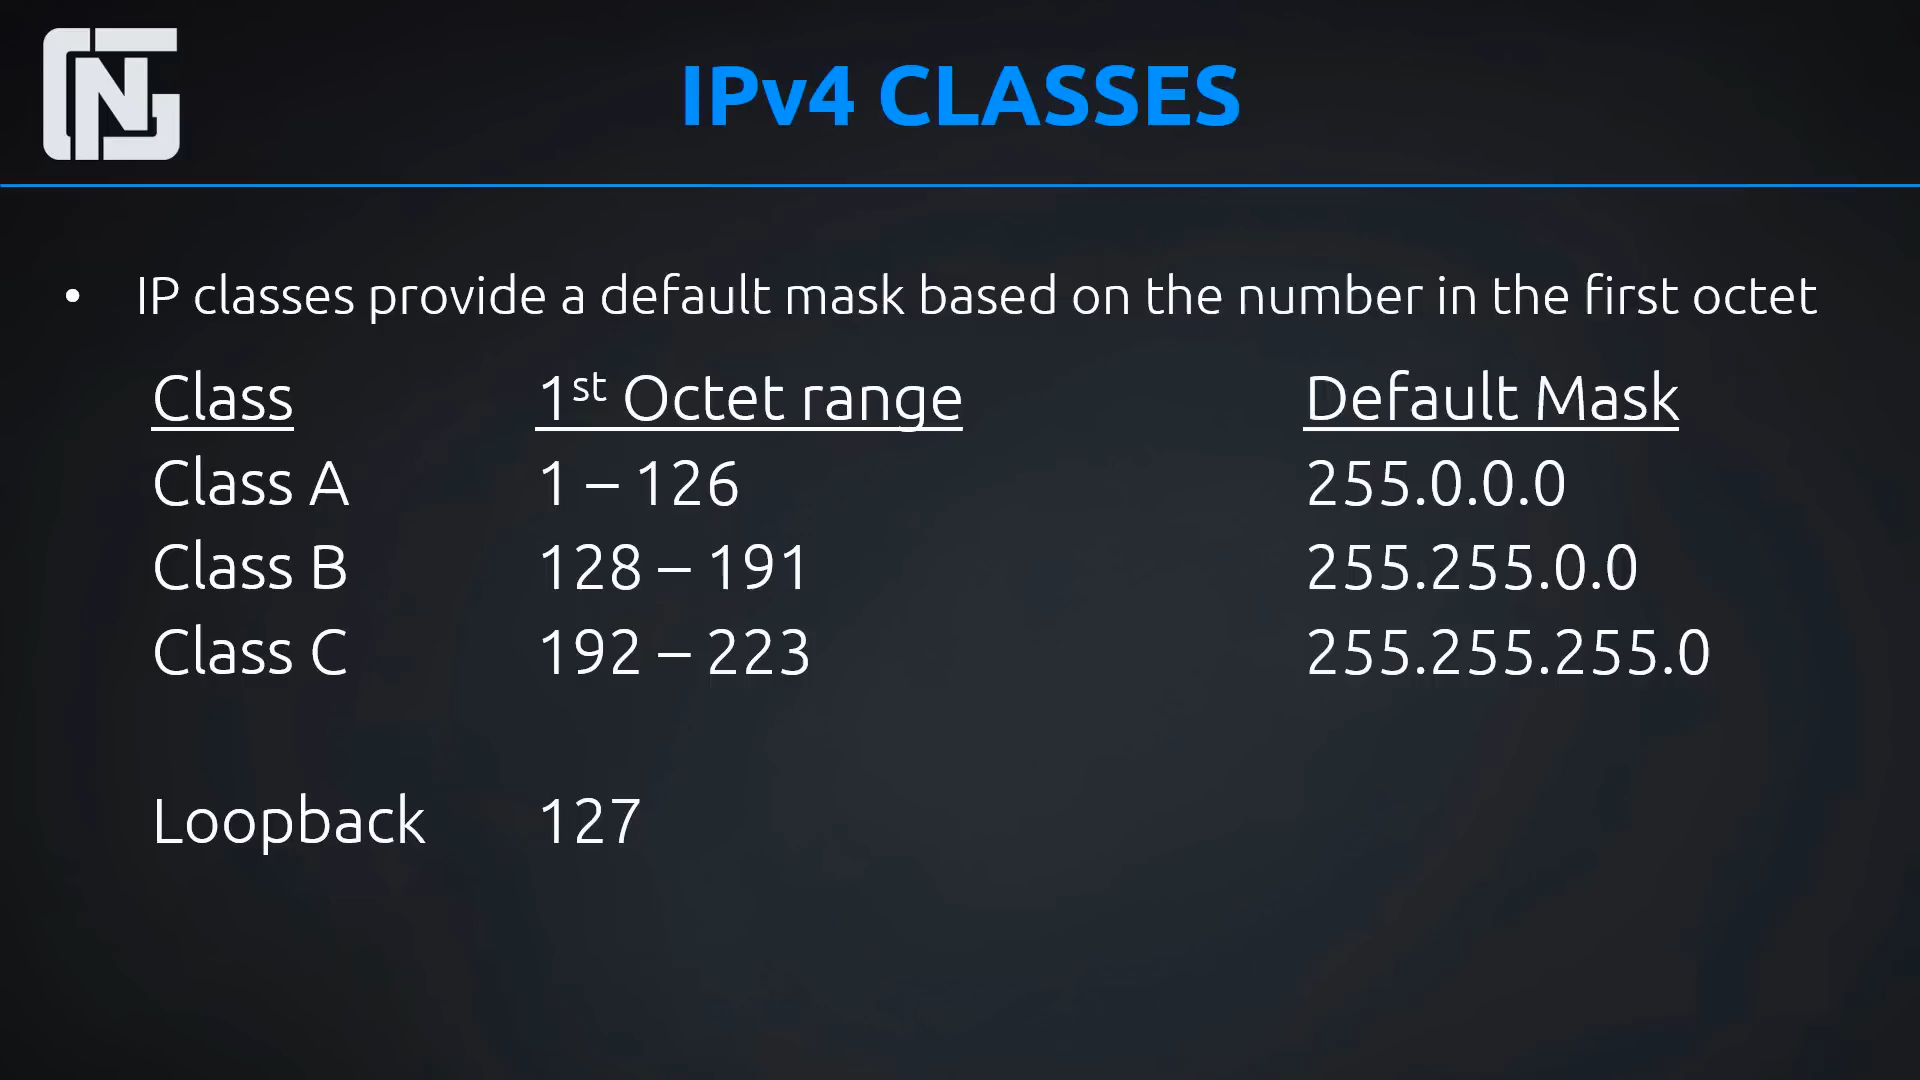 IPv4 CLASSES
• IP classes provide a default mask based on the number in the first octet
Class 1st Octet range Default Mask
Class A 1 – 126 255.0.0.0
Class B 128 – 191 255.255.0.0
Class C 192 – 223 255.255.255.0
Loopback 127